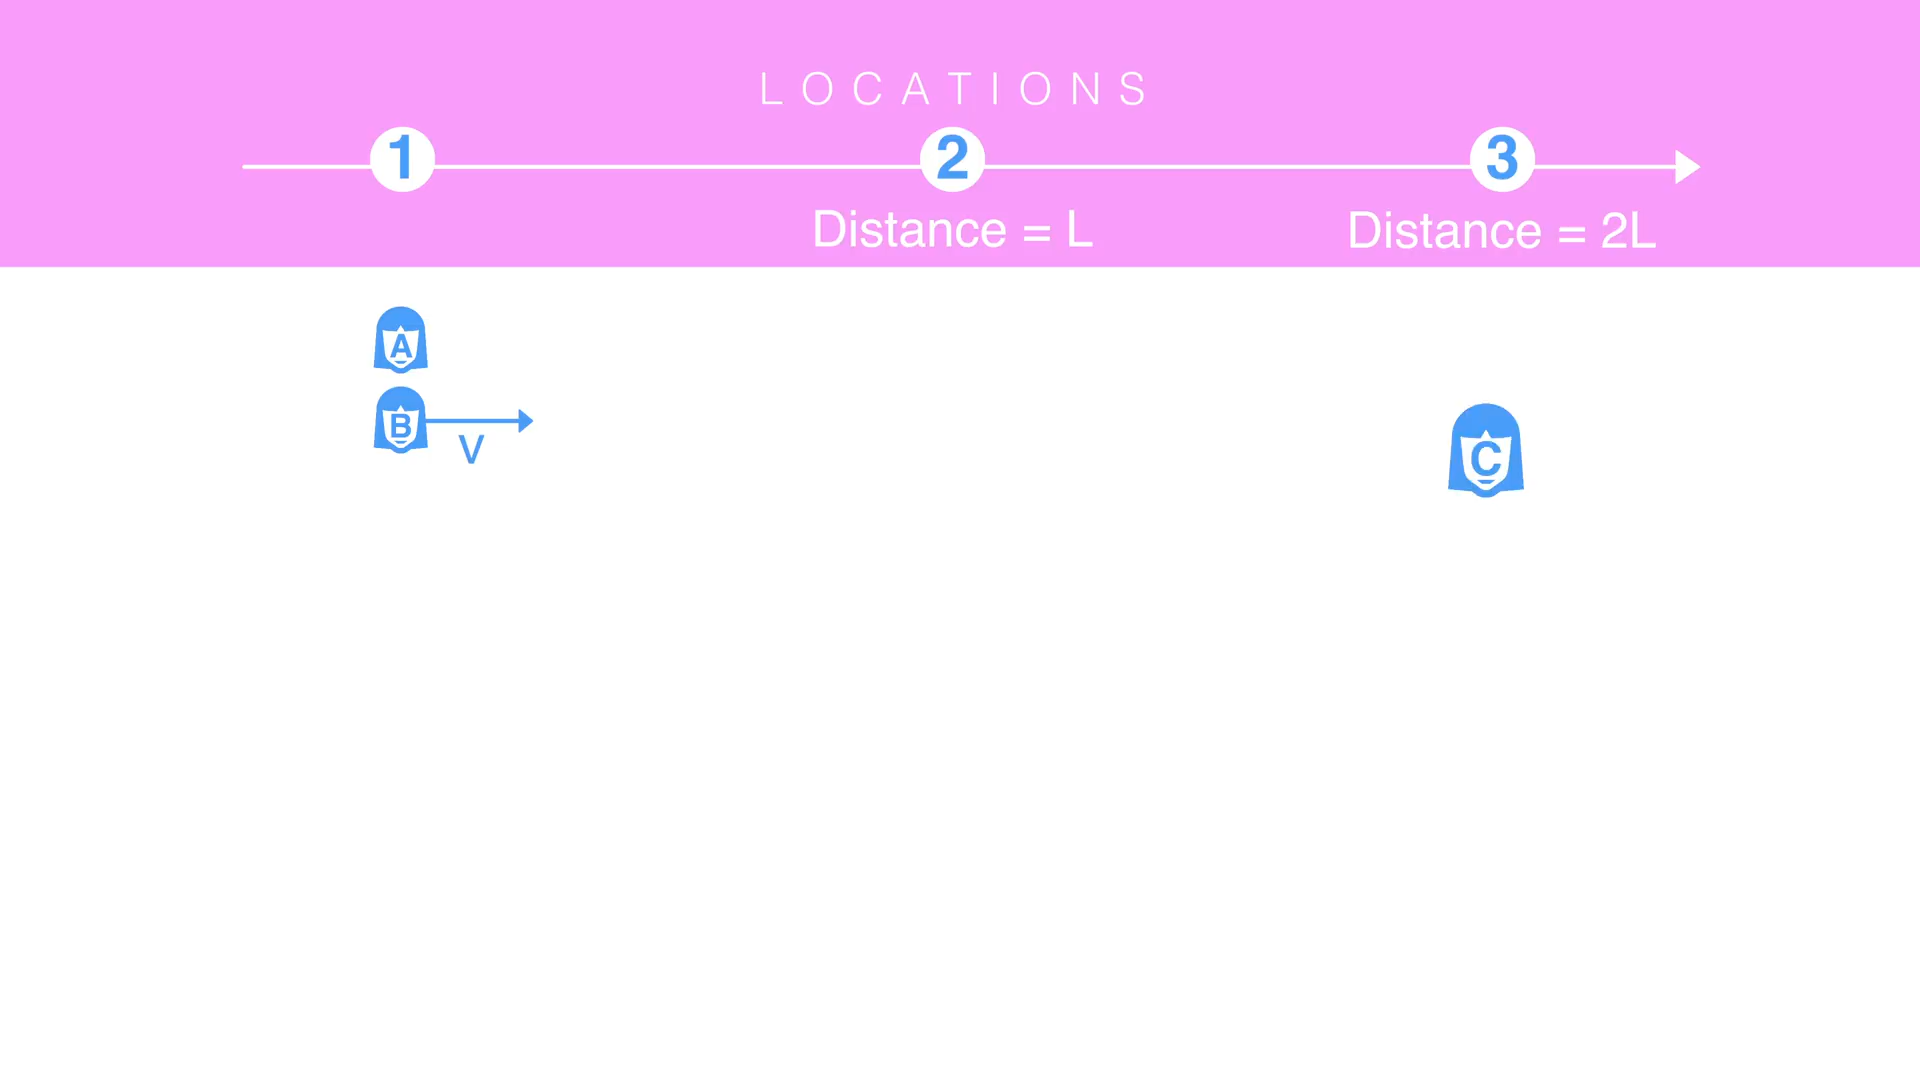 LOCATIONS
1 2 3
Distance = L Distance = 2L
A
B
V
C